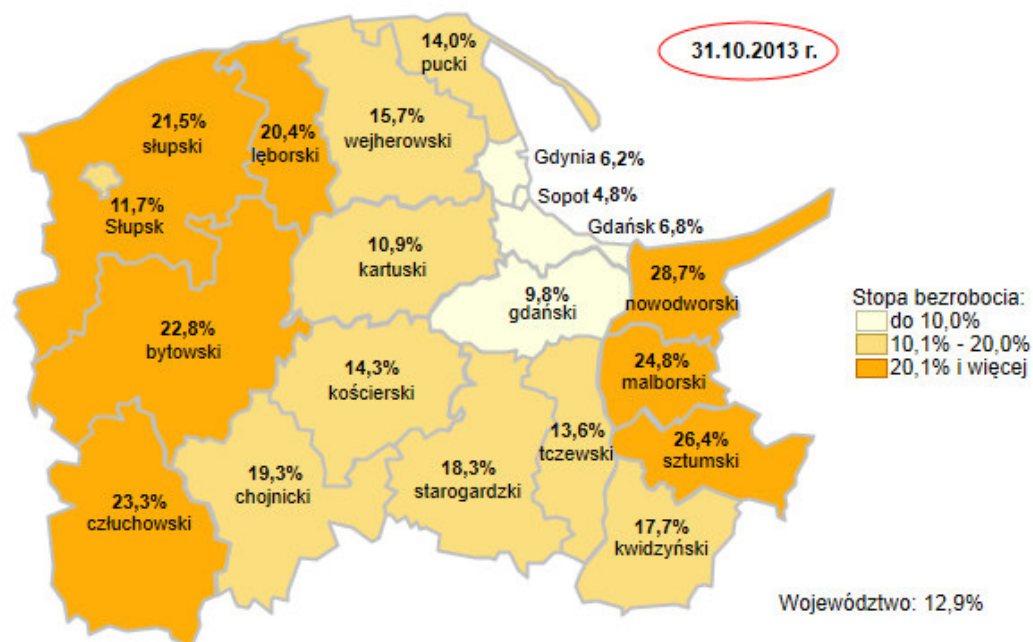 14,0%
pucki
31.10.2013 r.
21,5%
słupski
20,4%
lęborski
15,7%
wejherowski
Gdynia 6,2%
Sopot 4,8%
Gdańsk 6,8%
11,7%
Słupsk
10,9%
kartuski
9,8%
gdański
28,7%
nowodworski
22,8%
bytowski
14,3%
kościerski
24,8%
malborski
Stopa bezrobocia:
do 10,0%
10,1% - 20,0%
20,1% i więcej
23,3%
człuchowski
19,3%
chojnicki
18,3%
starogardzki
13,6%
tczewski
26,4%
sztumski
17,7%
kwidzyński
Województwo: 12,9%